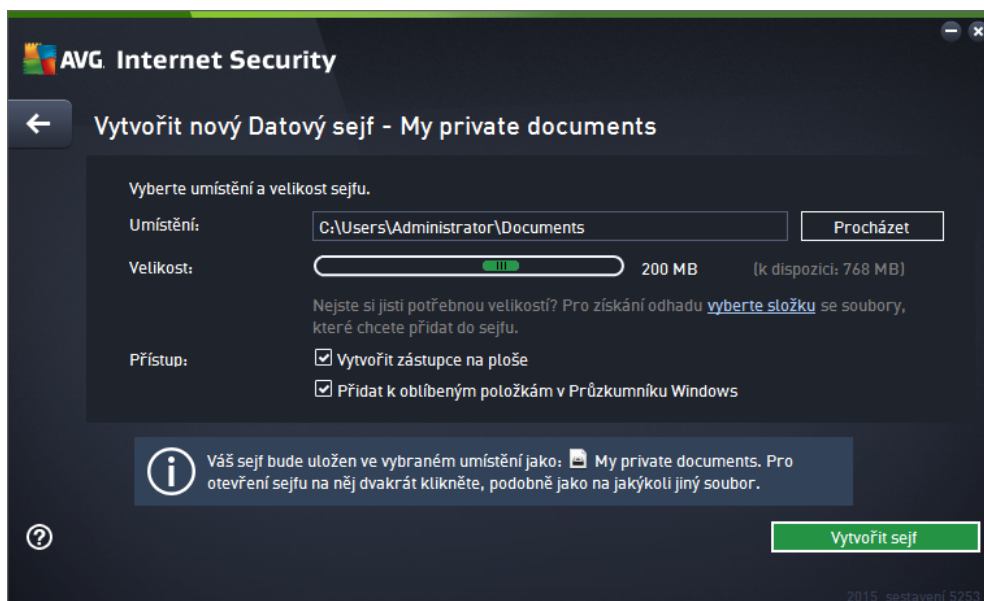 AVG. Internet Security
Vytvořit nový Datový sejf - My private documents
Vyberte umístění a velikost sejfu.
Umístění: C:\Users\Administrator\Documents Procházet
Velikost: 200 MB (k dispozici: 768 MB)
Nejste si jisti potřebnou velikostí? Pro získání odhadu vyberte složku se soubory,
které chcete přidat do sejfu.
Přístup: Vytvořit zástupce na ploše
Přidat k oblíbeným položkám v Průzkumníku Windows
Váš sejf bude uložen ve vybraném umístění jako: My private documents. Pro
otevření sejfu na něj dvakrát klikněte, podobně jako na jakýkoli jiný soubor.
Vytvořit sejf
2015 sestavení 5253